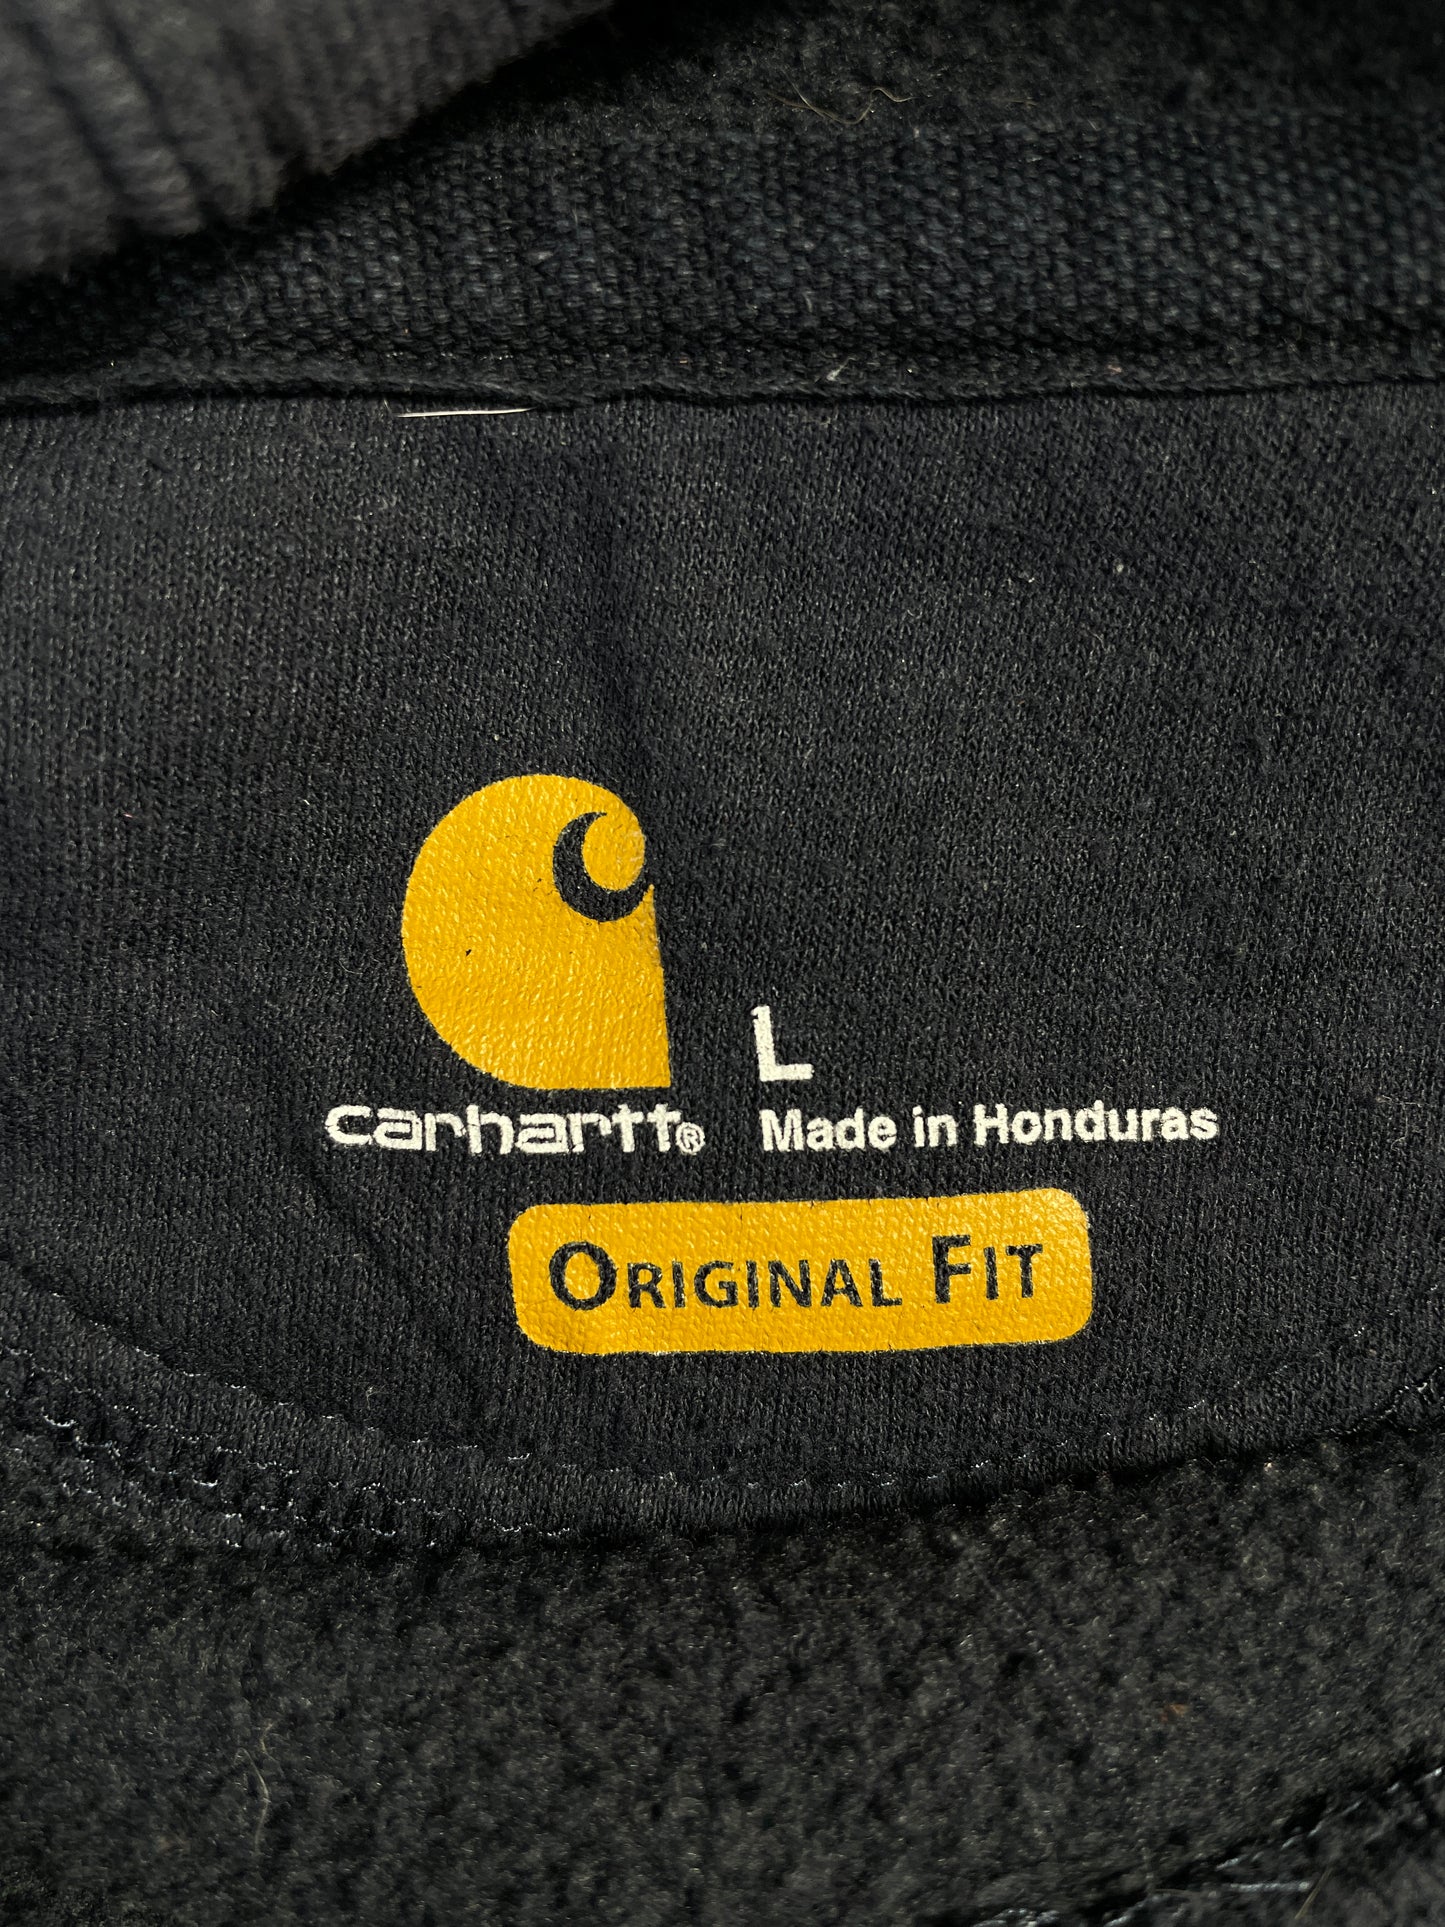 L
carhartt®
Made in Honduras
ORIGINAL FIT